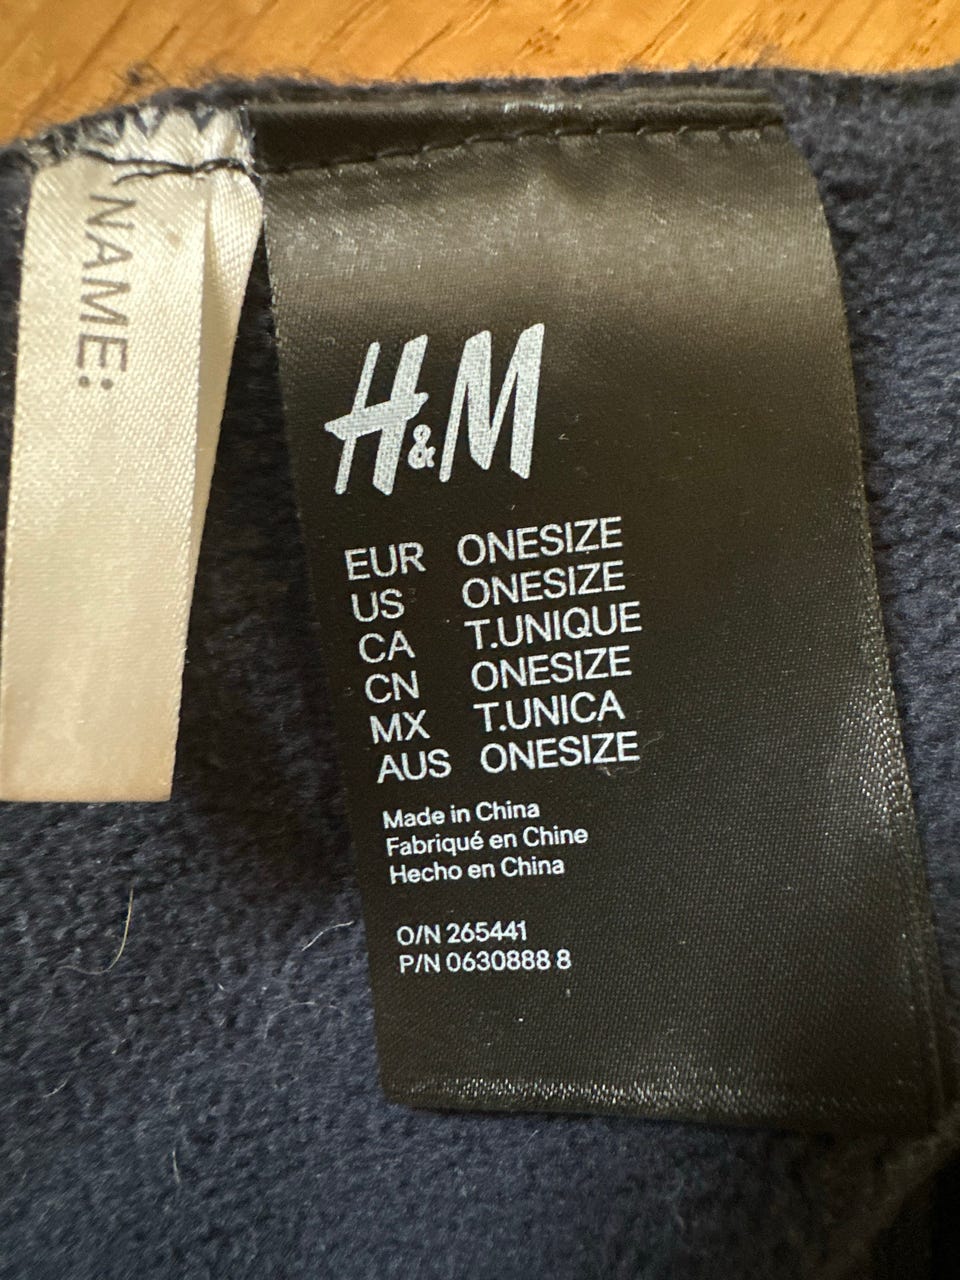 NAME:
H&M
EUR ONESIZE
US ONESIZE
CA T.UNIQUE
CN ONESIZE
MX T.UNICA
AUS ONESIZE
Made in China
Fabriqué en Chine
Hecho en China
O/N 265441
P/N 0630888 8